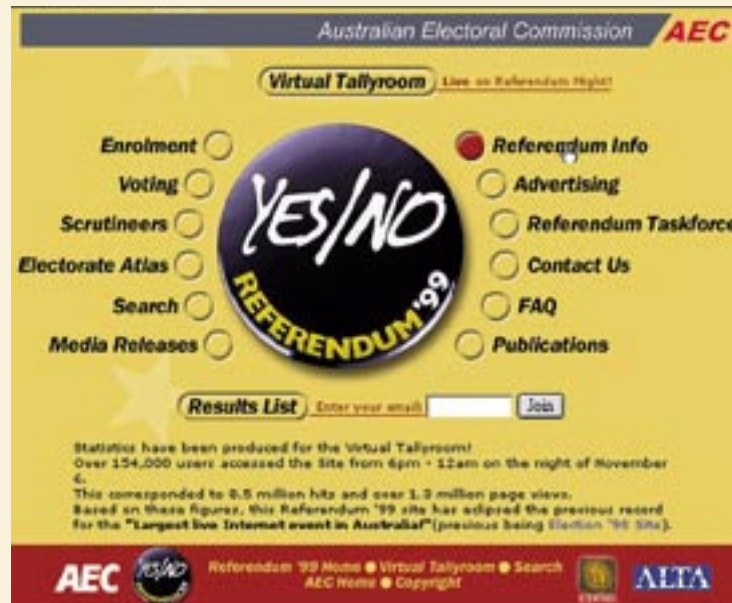 Australian Electoral Commission AEC
Virtual Tallyroom Live on Referendum Night!
Enrolment
Voting
Scrutineers
Electorate Atlas
Search
Media Releases
YES/NO
REFERENDUM '99
Referendum Info
Advertising
Referendum Taskforce
Contact Us
FAQ
Publications
Results List Enter your email: Join
Statistics have been produced for the Virtual Tallyroom!
Over 154,000 users accessed the Site from 6pm - 12am on the night of November
6.
This corresponded to 8.5 million hits and over 1.3 million page views.
Based on these figures, this Referendum '99 site has eclipsed the previous record
for the "Largest live Internet event in Australia!" (previous being Election '98 Site).
AEC YES/NO Referendum '99 Home Virtual Tallyroom Search
AEC Home Copyright
ALTA